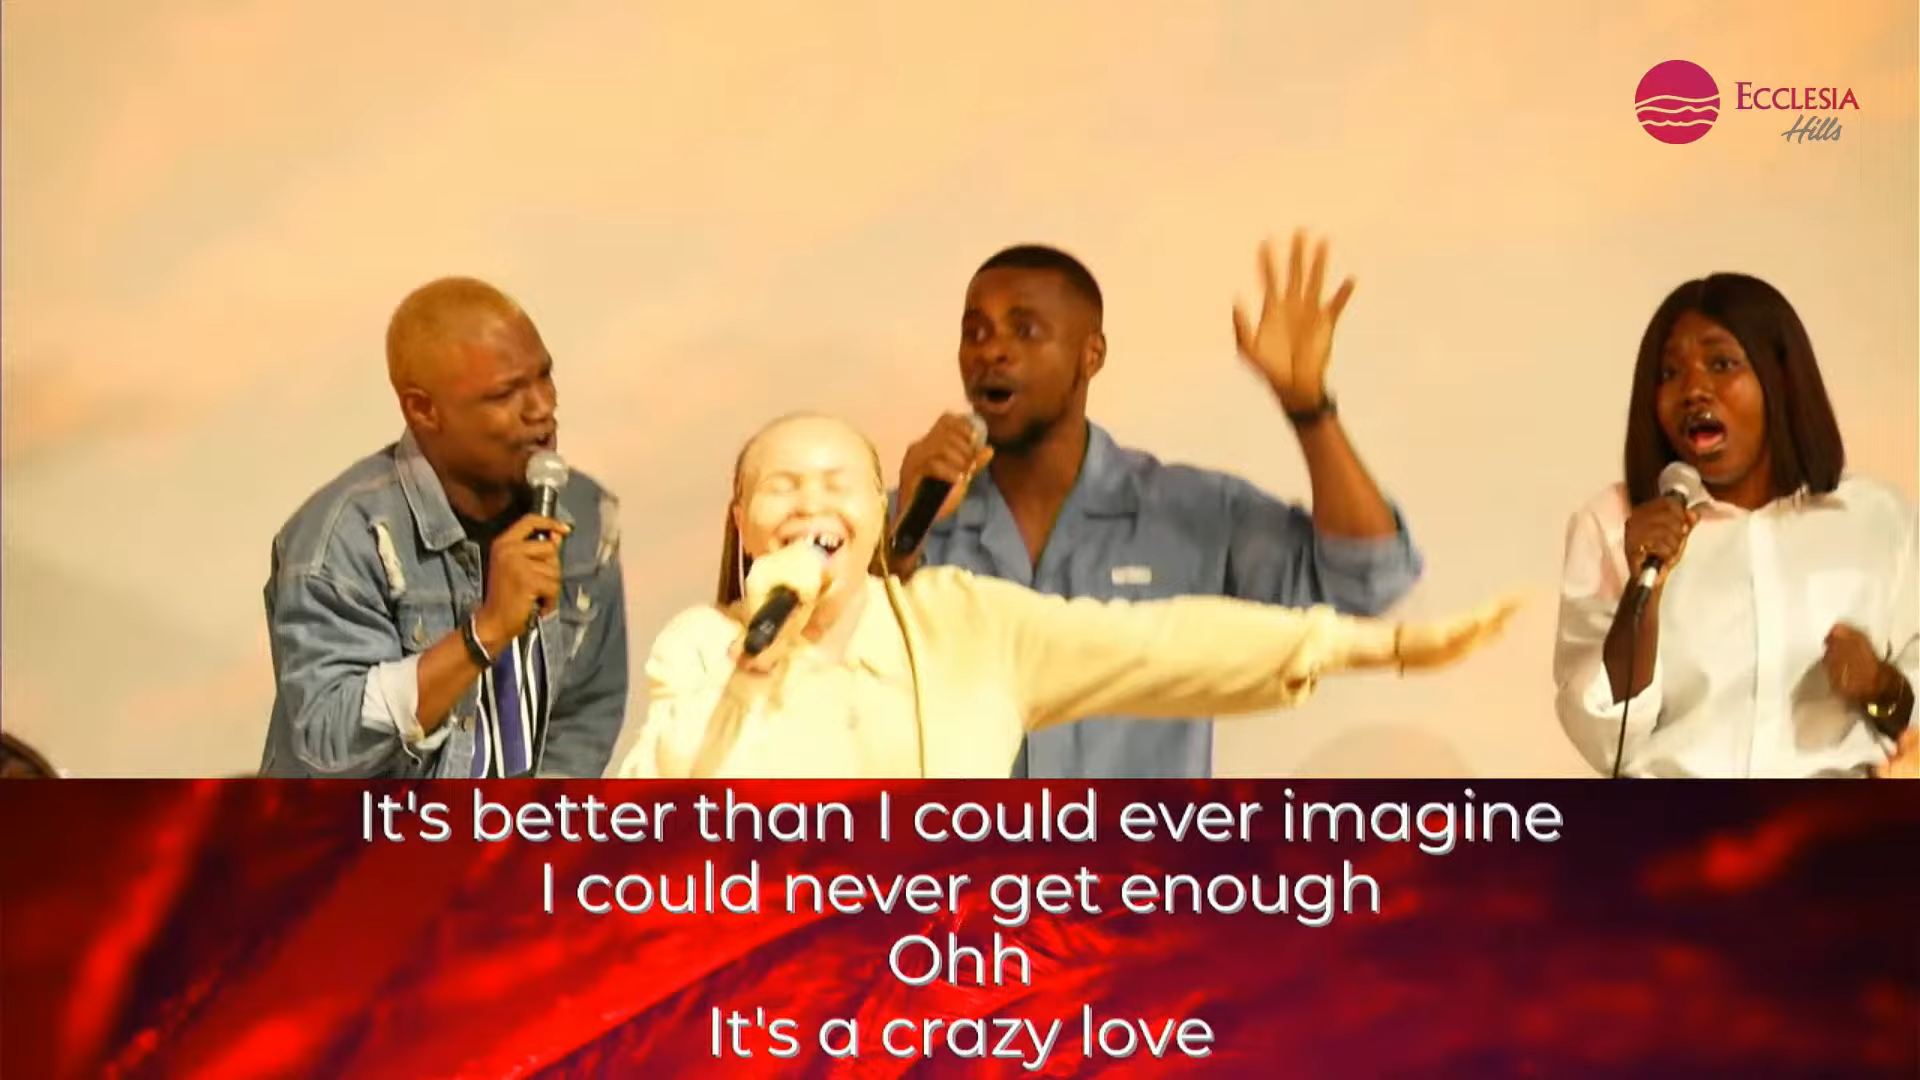 ECCLESIA
Hills
It's better than I could ever imagine
I could never get enough
Ohh
It's a crazy love